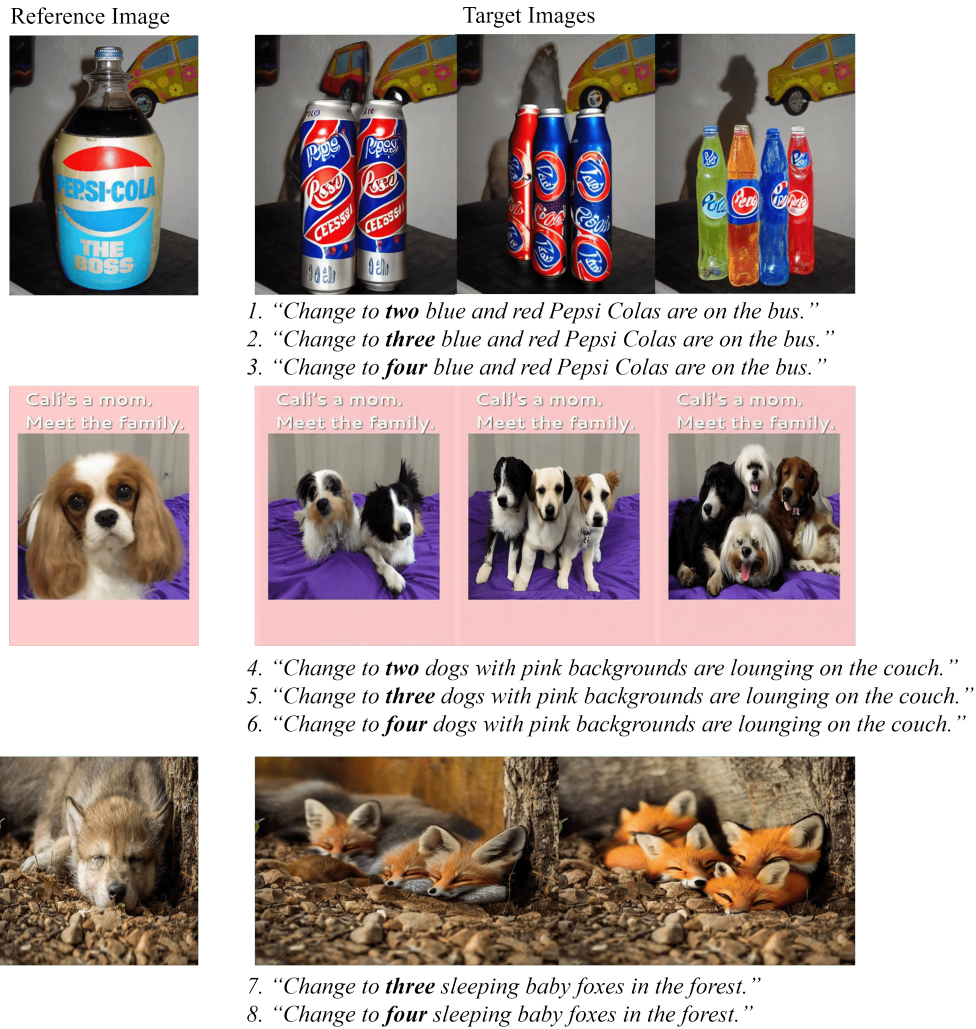 Reference Image
Target Images
PEPSI-COLA
THE
BOSS
1. “Change to two blue and red Pepsi Colas are on the bus.”
2. “Change to three blue and red Pepsi Colas are on the bus.”
3. “Change to four blue and red Pepsi Colas are on the bus.”
Cali's a mom.
Meet the family.
Cali's a mom.
Meet the family.
Cali's a mom.
Meet the family.
Cali's a mom.
Meet the family.
4. “Change to two dogs with pink backgrounds are lounging on the couch.”
5. “Change to three dogs with pink backgrounds are lounging on the couch.”
6. “Change to four dogs with pink backgrounds are lounging on the couch.”
7. “Change to three sleeping baby foxes in the forest.”
8. “Change to four sleeping baby foxes in the forest.”